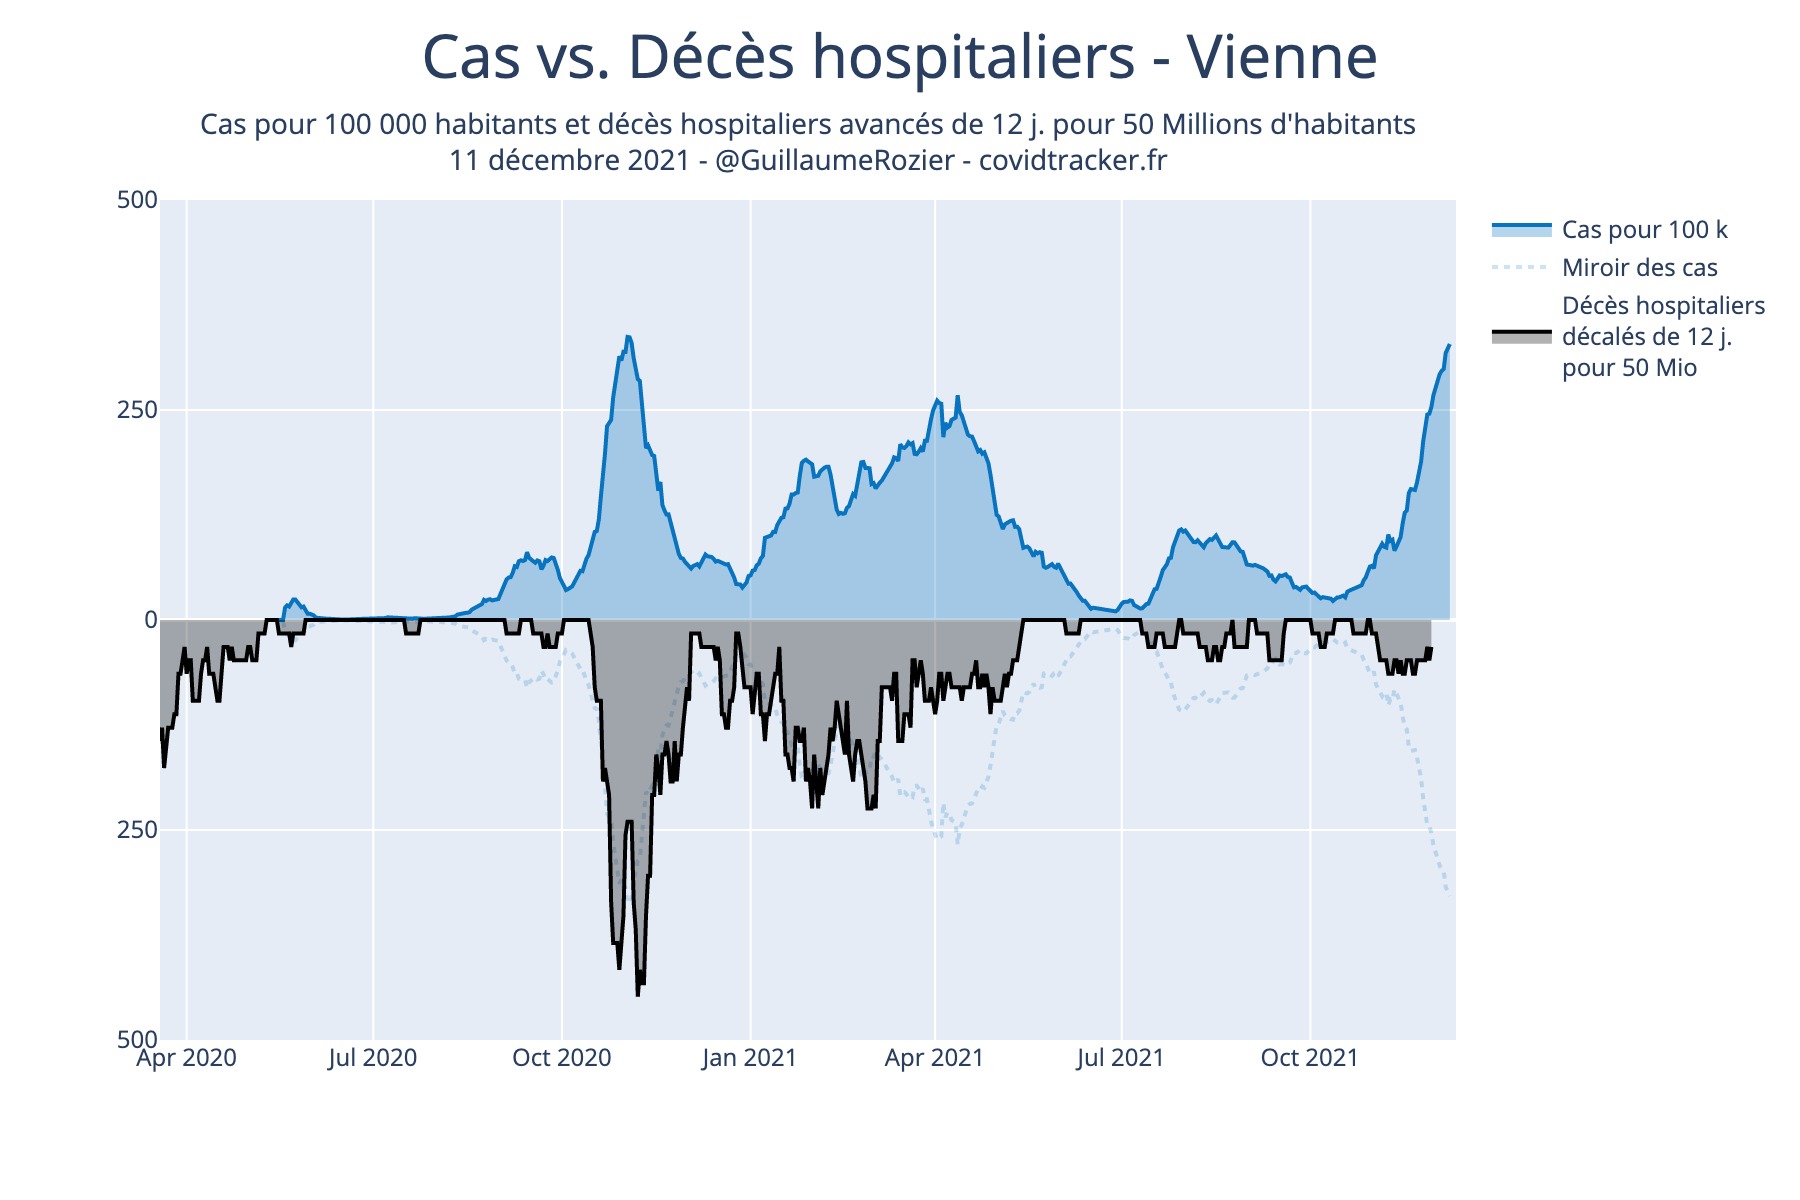 Cas vs. Décès hospitaliers - Vienne
Cas pour 100 000 habitants et décès hospitaliers avancés de 12 j. pour 50 Millions d'habitants
11 décembre 2021 - @GuillaumeRozier - covidtracker.fr
500
250
0
250
500
Apr 2020
Jul 2020
Oct 2020
Jan 2021
Apr 2021
Jul 2021
Oct 2021
Cas pour 100 k
Miroir des cas
Décès hospitaliers
décalés de 12 j.
pour 50 Mio